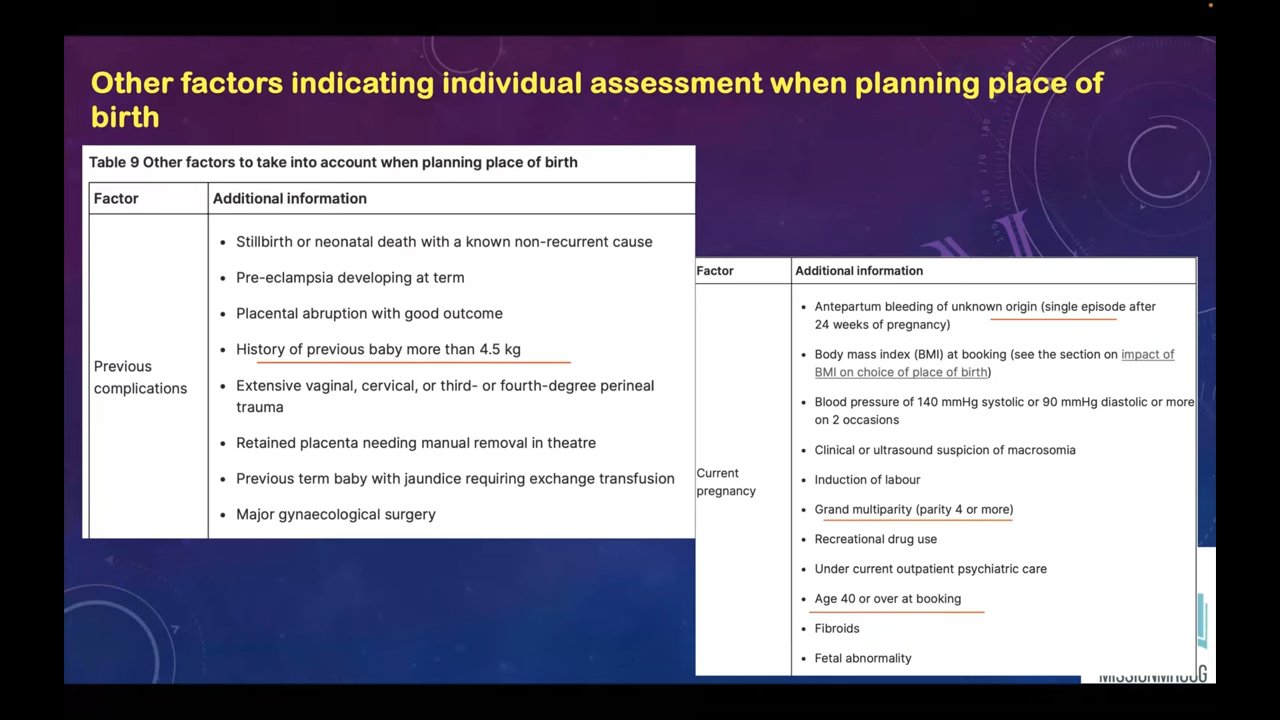 Other factors indicating individual assessment when planning place of
birth
Table 9 Other factors to take into account when planning place of birth
Factor
Additional information
Previous
complications
• Stillbirth or neonatal death with a known non-recurrent cause
• Pre-eclampsia developing at term
• Placental abruption with good outcome
• History of previous baby more than 4.5 kg
• Extensive vaginal, cervical, or third- or fourth-degree perineal
trauma
• Retained placenta needing manual removal in theatre
• Previous term baby with jaundice requiring exchange transfusion
• Major gynaecological surgery
Factor
Additional information
Current
pregnancy
• Antepartum bleeding of unknown origin (single episode after
24 weeks of pregnancy)
• Body mass index (BMI) at booking (see the section on impact of
BMI on choice of place of birth)
• Blood pressure of 140 mmHg systolic or 90 mmHg diastolic or more
on 2 occasions
• Clinical or ultrasound suspicion of macrosomia
• Induction of labour
• Grand multiparity (parity 4 or more)
• Recreational drug use
• Under current outpatient psychiatric care
• Age 40 or over at booking
• Fibroids
• Fetal abnormality